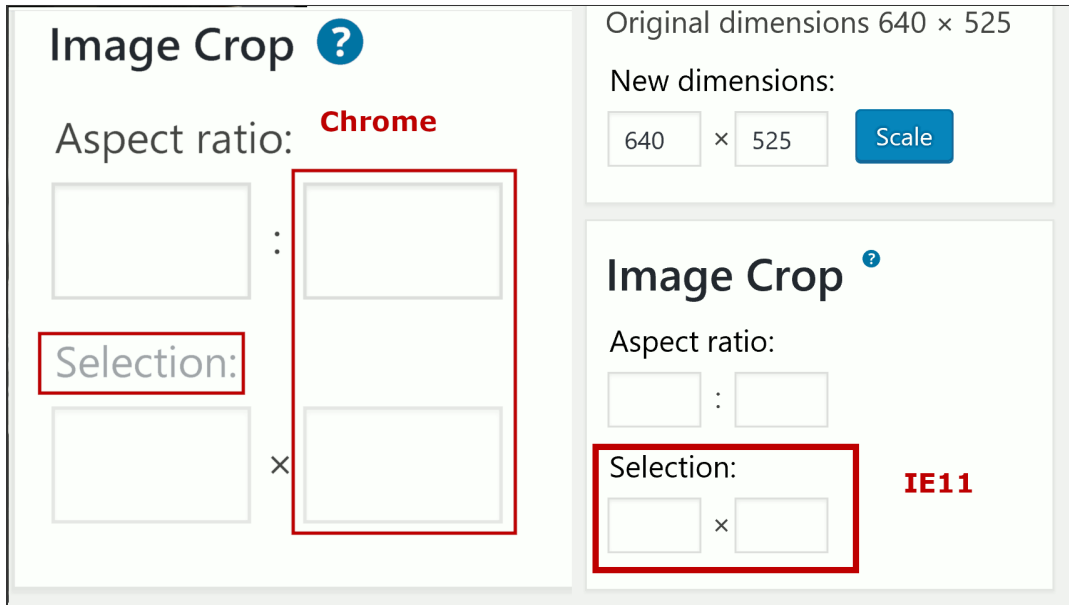 Image Crop ?
Chrome
Aspect ratio:
:
Selection:
×
Original dimensions 640 × 525
New dimensions:
640 × 525 Scale
Image Crop ?
Aspect ratio:
:
Selection:
×
IE11